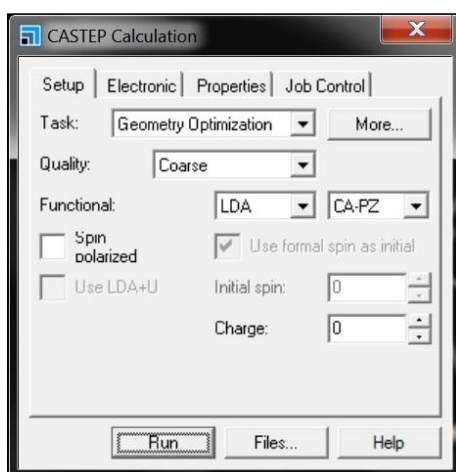 CASTEP Calculation
Setup Electronic Properties Job Control
Task: Geometry Optimization More...
Quality: Coarse
Functional: LDA CA-PZ
Spin
polarized
Use formal spin as initial
Use LDA+U Initial spin: 0
Charge: 0
Run Files... Help